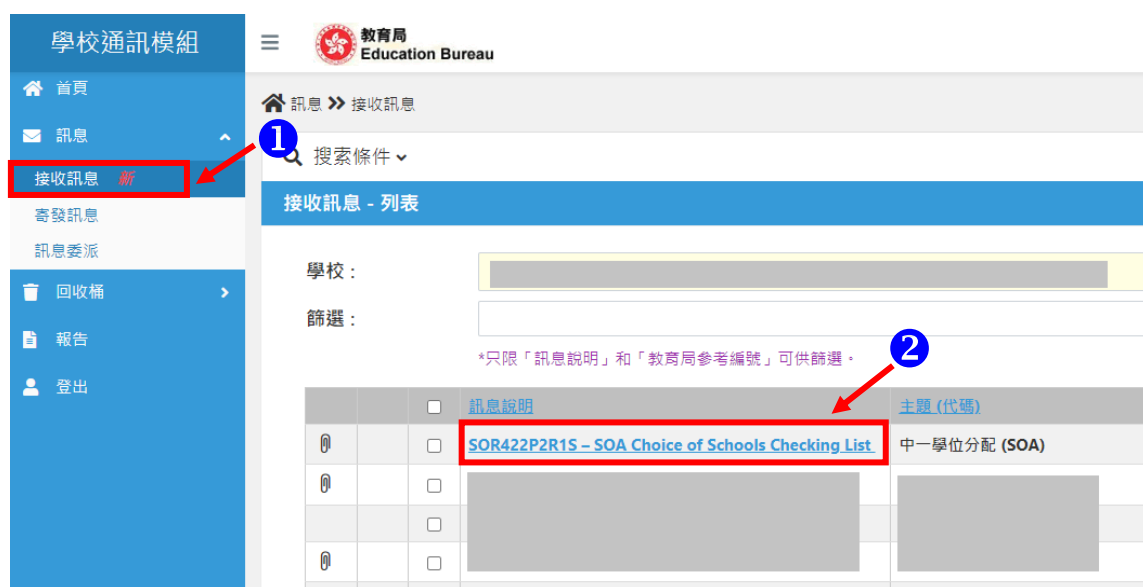 學校通訊模組
教育局
Education Bureau
首頁
訊息
接收訊息 新
寄發訊息
訊息委派
回收桶
報告
登出
訊息 接收訊息
1
搜索條件
接收訊息 - 列表
學校 :
篩選 :
*只限「訊息說明」和「教育局參考編號」可供篩選。
2
訊息說明 主題 (代碼)
SOR422P2R1S – SOA Choice of Schools Checking List 中一學位分配 (SOA)